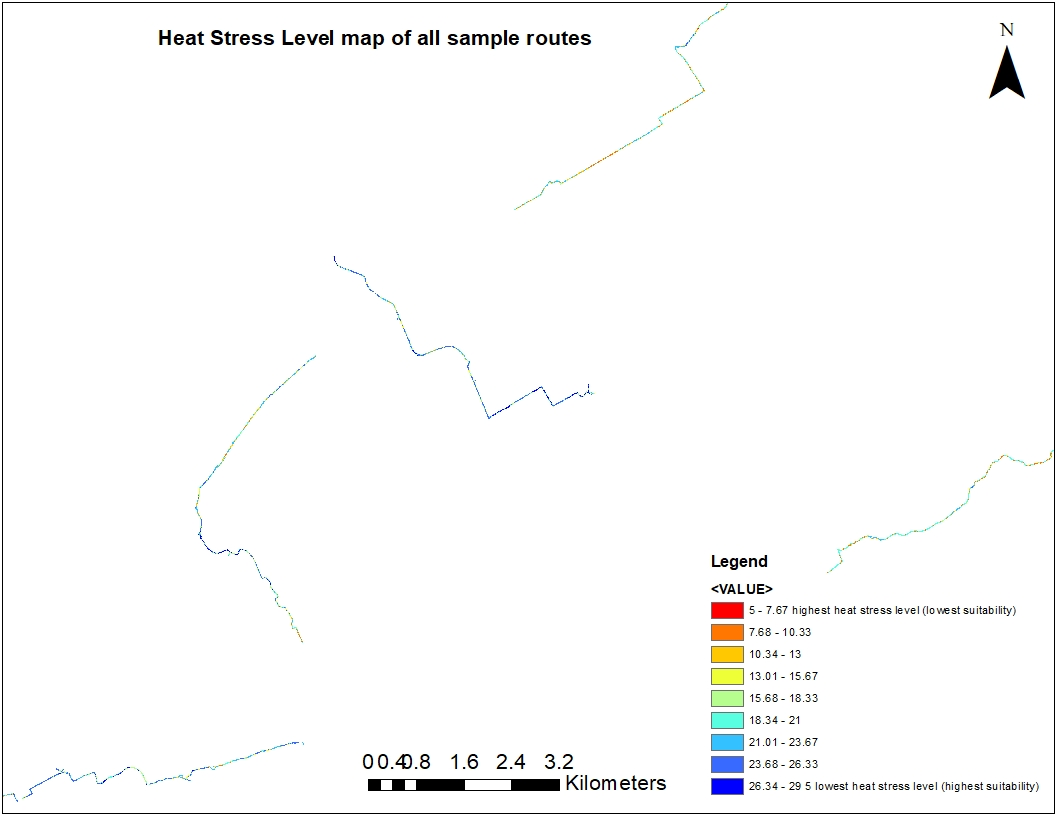 Heat Stress Level map of all sample routes
N
Legend
<VALUE>
5 - 7.67 highest heat stress level (lowest suitability)
7.68 - 10.33
10.34 - 13
13.01 - 15.67
15.68 - 18.33
18.34 - 21
21.01 - 23.67
23.68 - 26.33
26.34 - 29 5 lowest heat stress level (highest suitability)
0 0.4 0.8 1.6 2.4 3.2
Kilometers